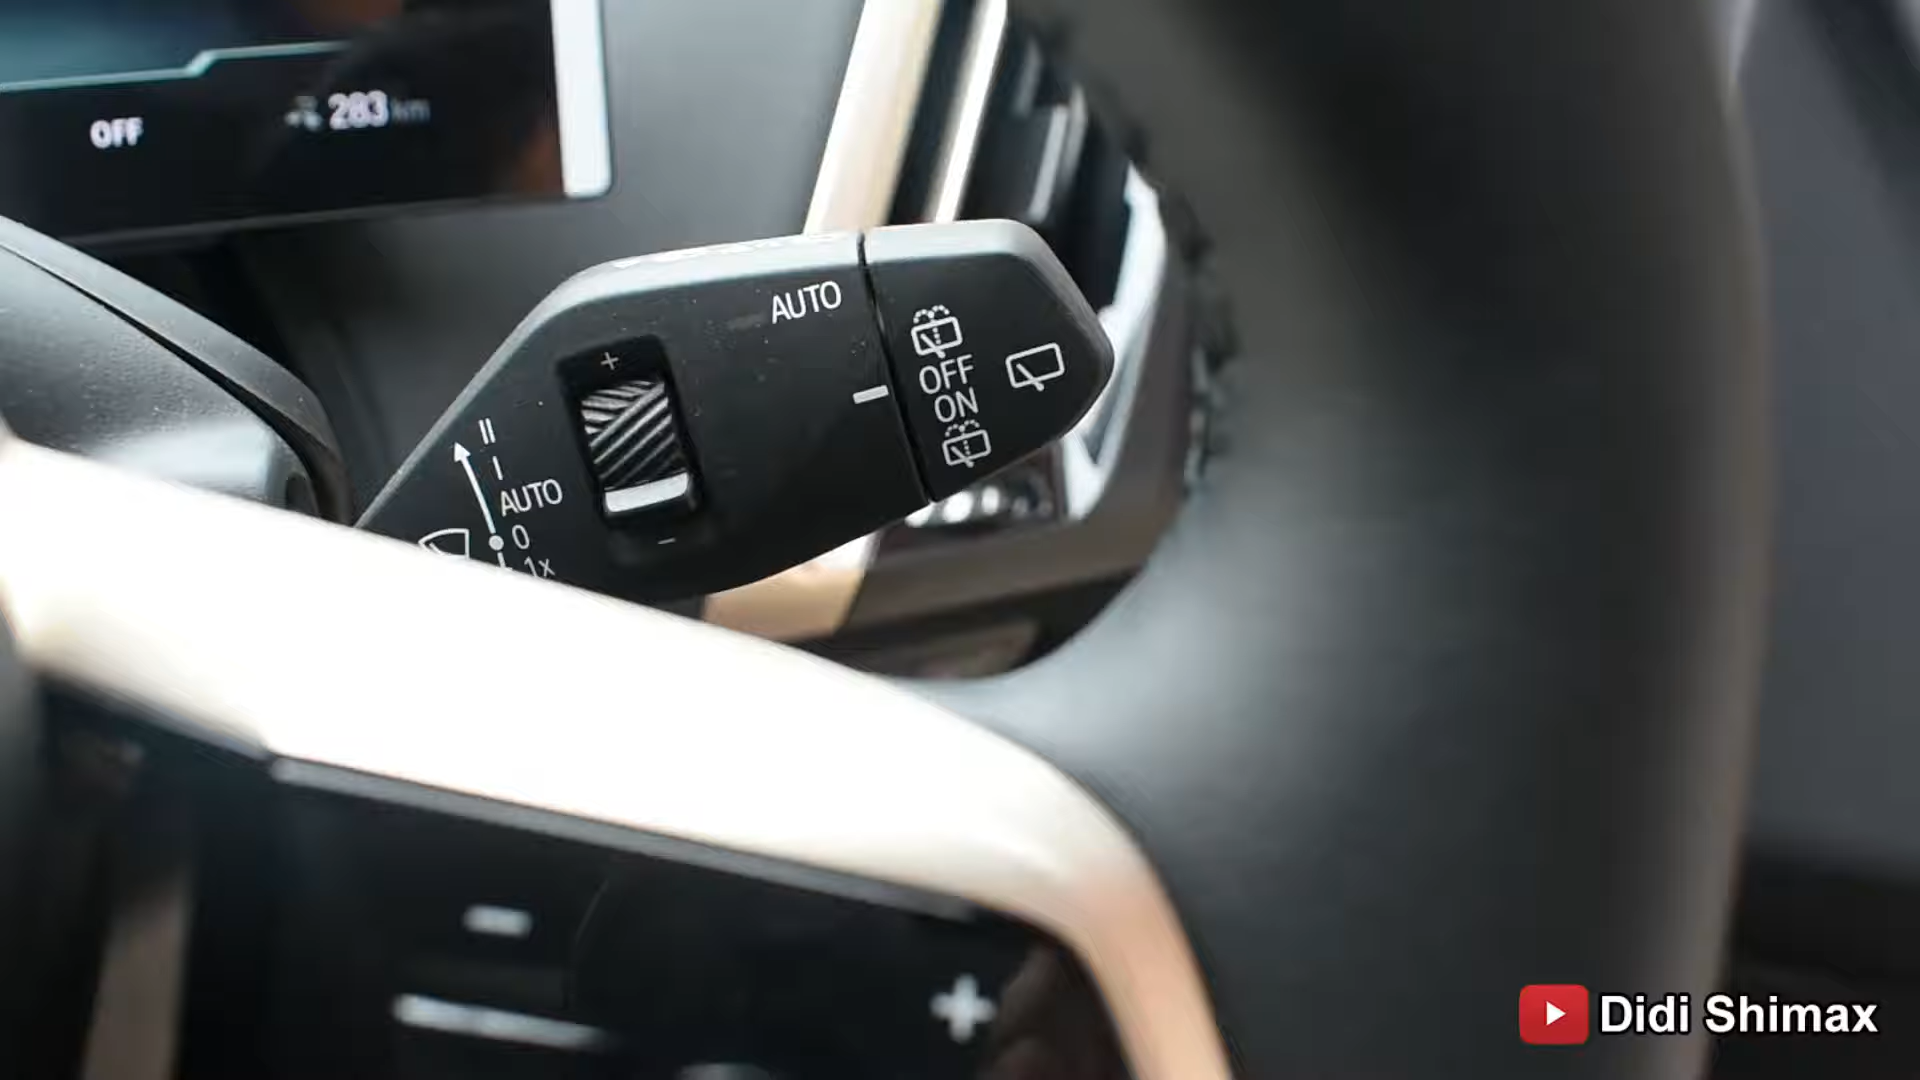 OFF
283 km
AUTO
OFF
ON
+
II
I
AUTO
0
1x
-
-
+
Didi Shimax